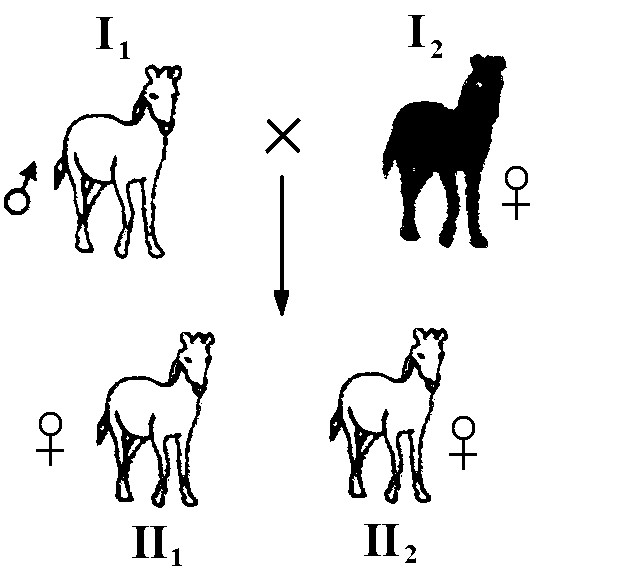 I1 I2
♂ × ♀
♀ ♀
II1 II2